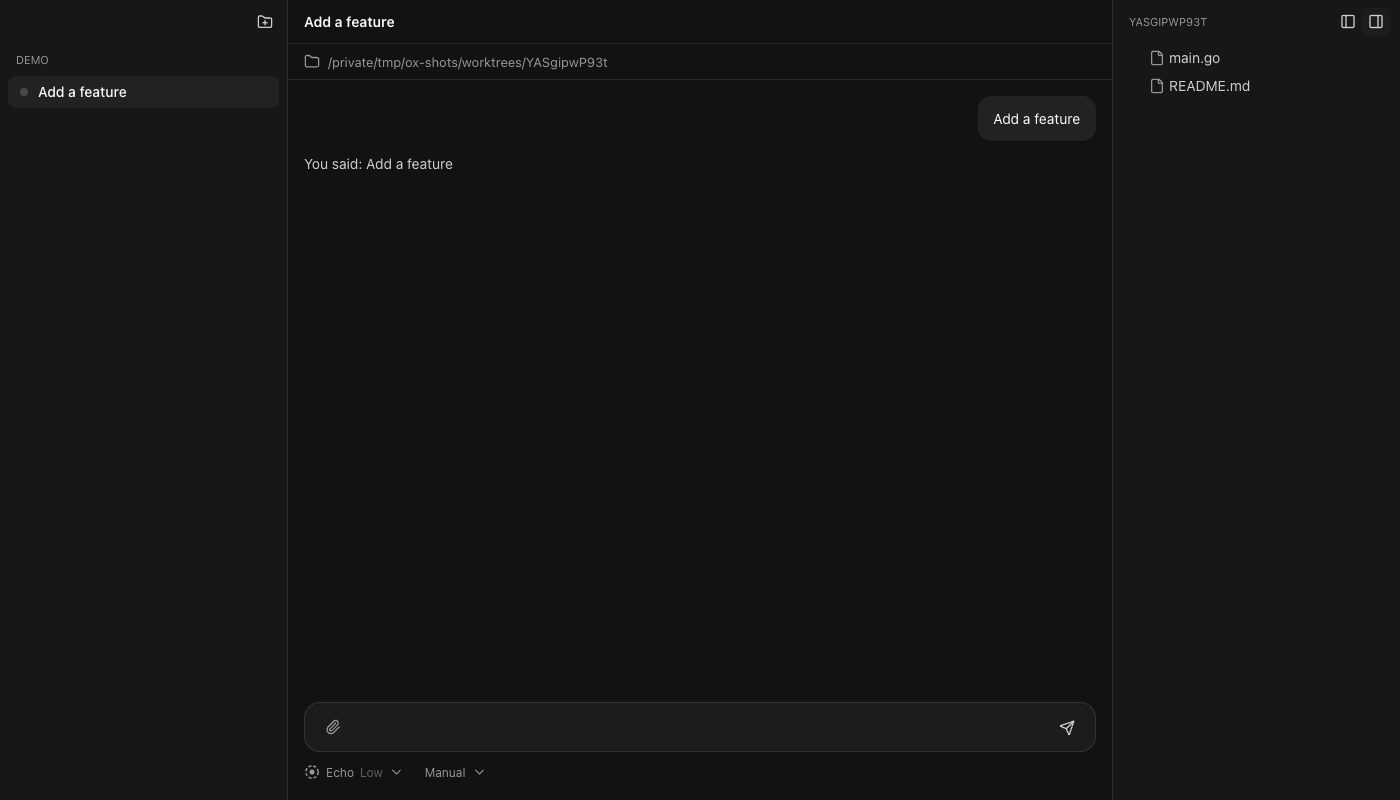 DEMO
Add a feature
Add a feature
/private/tmp/ox-shots/worktrees/YASgipwP93t
Add a feature
You said: Add a feature
Echo Low
Manual
YASGIPWP93T
main.go
README.md